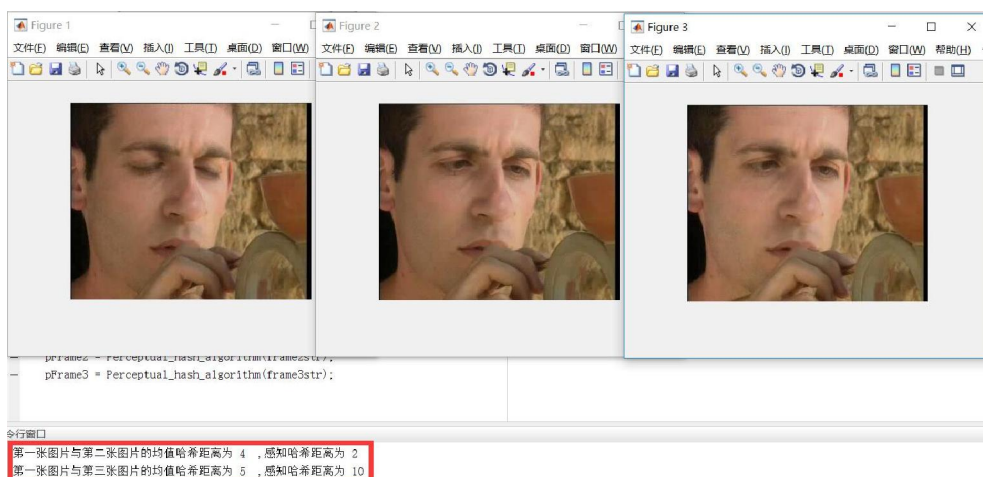 Figure 1
文件(F) 编辑(E) 查看(V) 插入(I) 工具(T) 桌面(D) 窗口(W)
Figure 2
文件(F) 编辑(E) 查看(V) 插入(I) 工具(T) 桌面(D) 窗口(W)
Figure 3
文件(F) 编辑(E) 查看(V) 插入(I) 工具(T) 桌面(D) 窗口(W) 帮助(H)
pFrame2 = Perceptual_hash_algorithm(frame2str);
pFrame3 = Perceptual_hash_algorithm(frame3str);
令行窗口
第一张图片与第二张图片的均值哈希距离为 4 ,感知哈希距离为 2
第一张图片与第三张图片的均值哈希距离为 5 ,感知哈希距离为 10